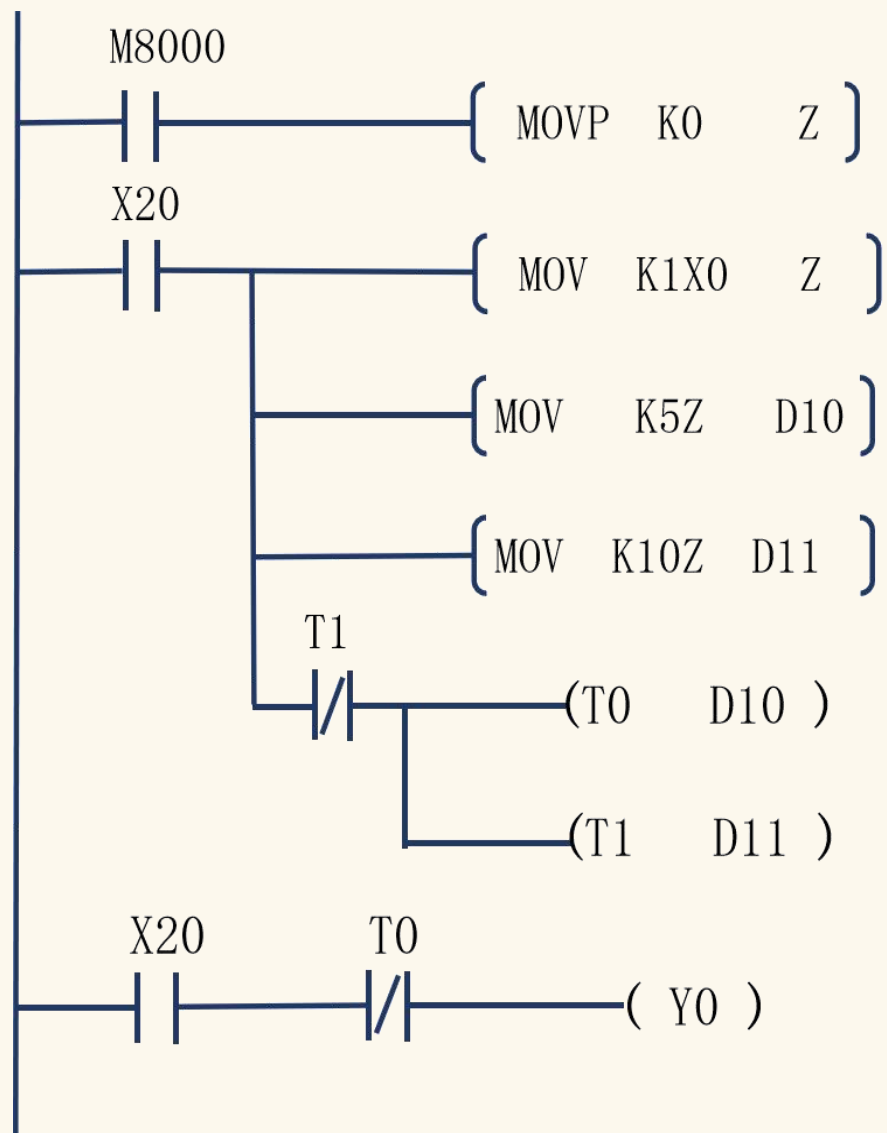 M8000
MOVP K0 Z
X20
MOV K1X0 Z
MOV K5Z D10
MOV K10Z D11
T1
(T0 D10 )
(T1 D11 )
X20 T0
( Y0 )